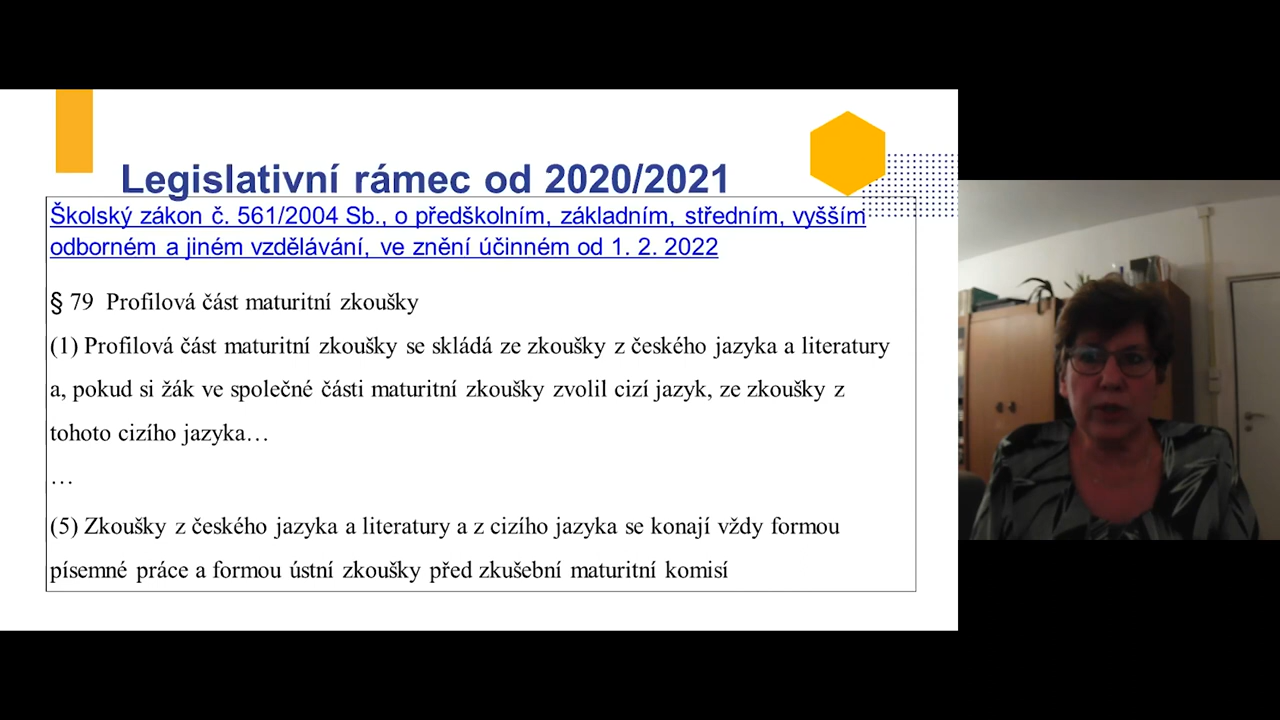 Legislativní rámec od 2020/2021
Školský zákon č. 561/2004 Sb., o předškolním, základním, středním, vyšším
odborném a jiném vzdělávání, ve znění účinném od 1. 2. 2022
§ 79 Profilová část maturitní zkoušky
(1) Profilová část maturitní zkoušky se skládá ze zkoušky z českého jazyka a literatury
a, pokud si žák ve společné části maturitní zkoušky zvolil cizí jazyk, ze zkoušky z
tohoto cizího jazyka…
…
(5) Zkoušky z českého jazyka a literatury a z cizího jazyka se konají vždy formou
písemné práce a formou ústní zkoušky před zkušební maturitní komisí